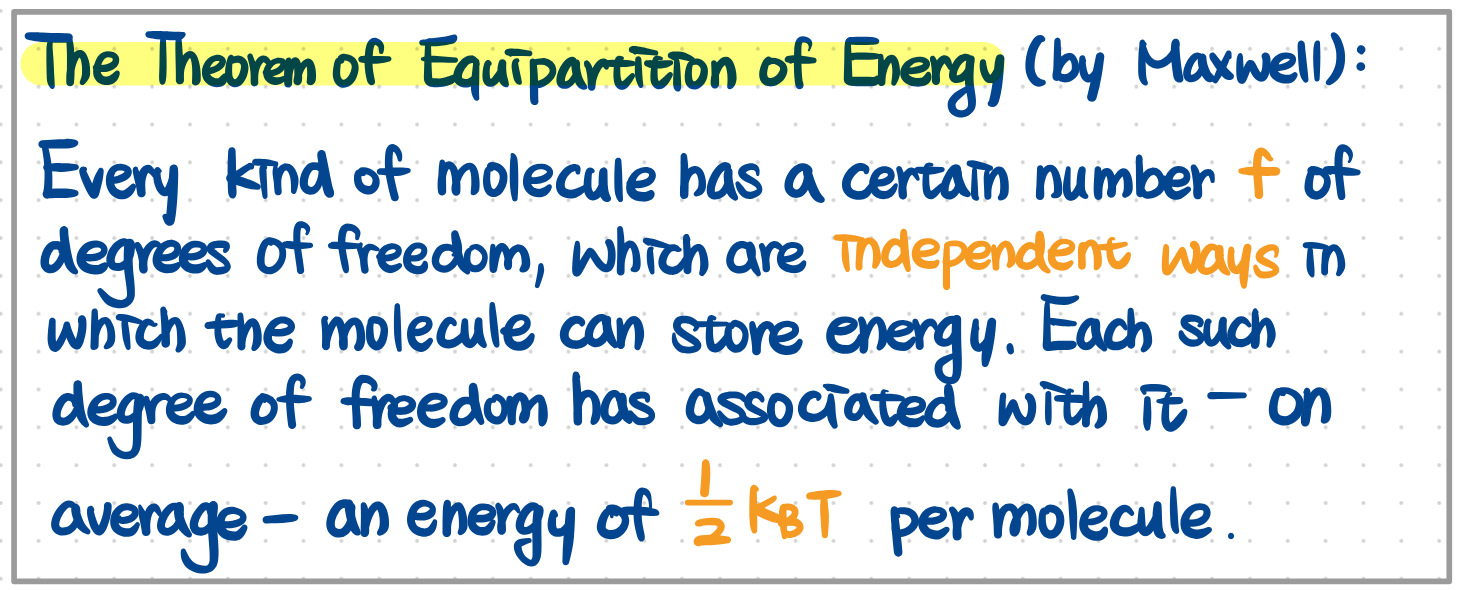 The Theorem of Equipartition of Energy (by Maxwell):
Every kind of molecule has a certain number f of
degrees of freedom, which are independent ways in
which the molecule can store energy. Each such
degree of freedom has associated with it – on
average – an energy of 1/2 kBT per molecule.